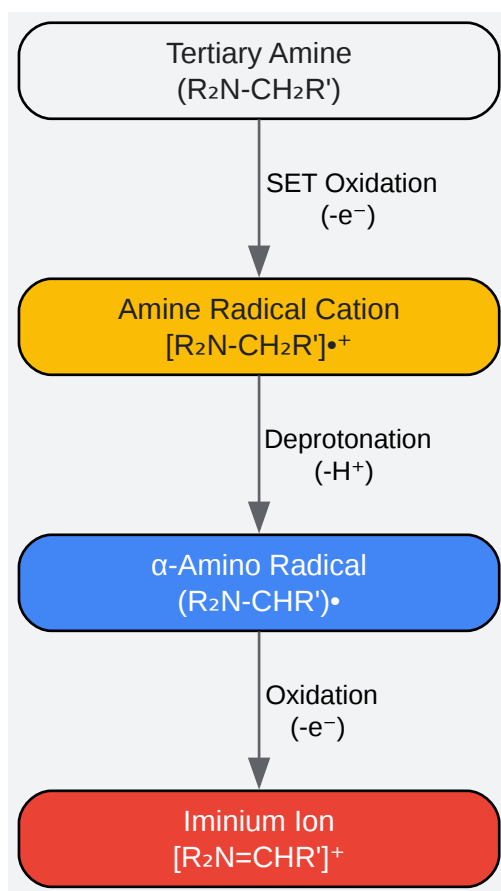 Tertiary Amine
(R₂N-CH₂R')
SET Oxidation
(-e⁻)
Amine Radical Cation
[R₂N-CH₂R']•⁺
Deprotonation
(-H⁺)
α-Amino Radical
(R₂N-CHR')•
Oxidation
(-e⁻)
Iminium Ion
[R₂N=CHR']⁺